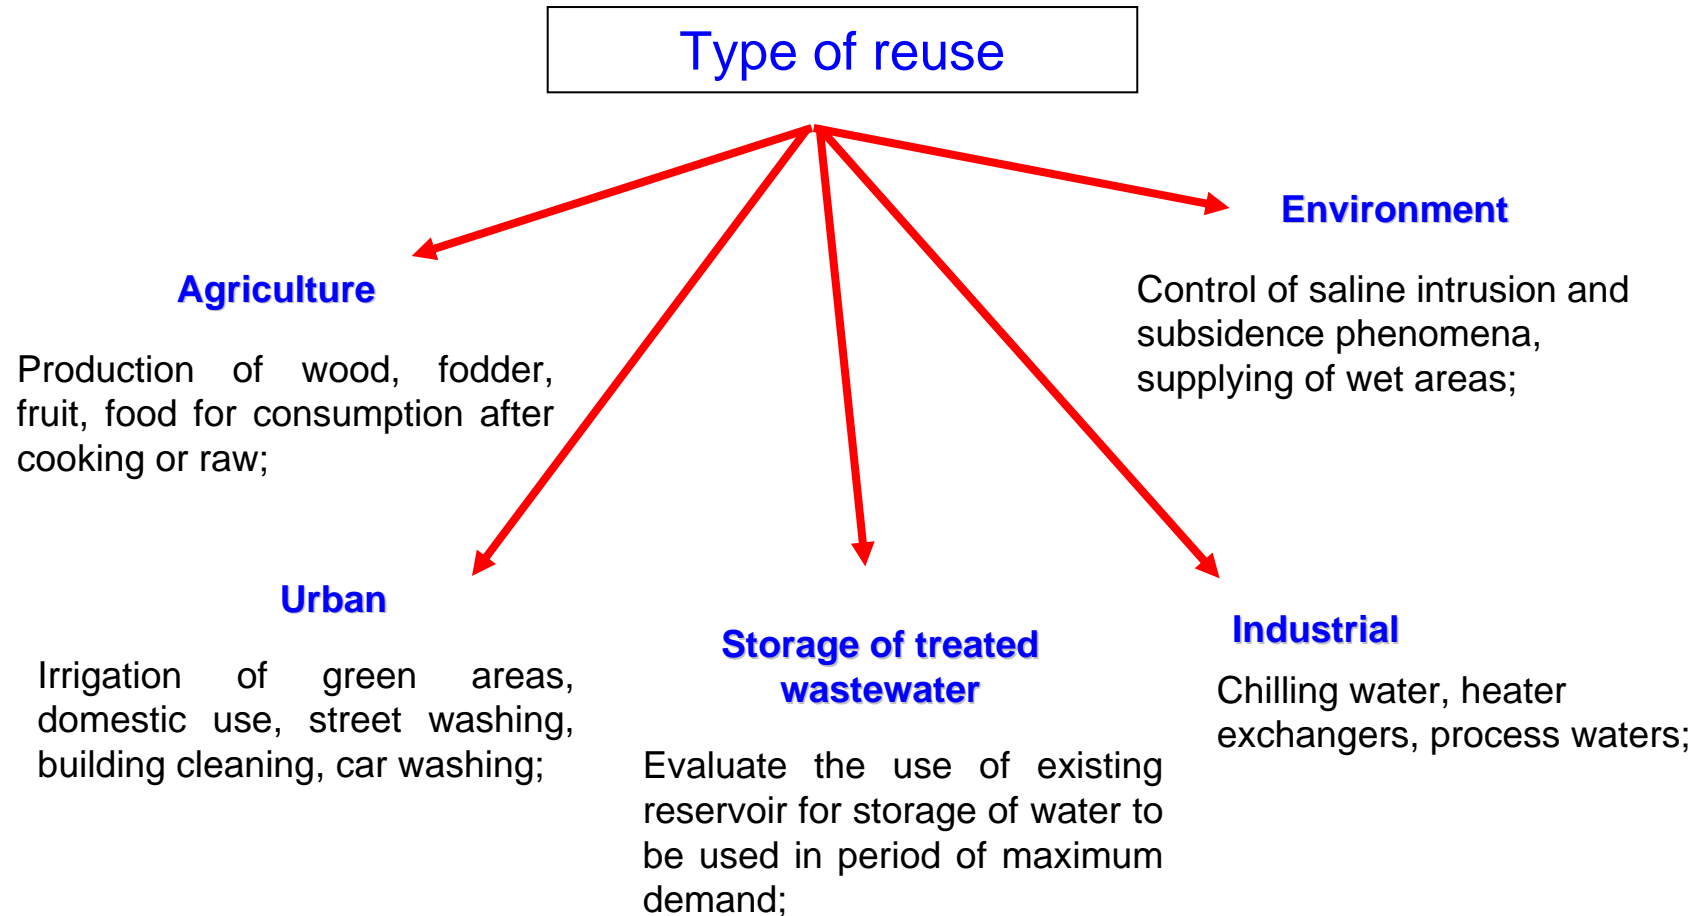 Type of reuse
Agriculture
Production of wood, fodder,
fruit, food for consumption after
cooking or raw;
Environment
Control of saline intrusion and
subsidence phenomena,
supplying of wet areas;
Urban
Irrigation of green areas,
domestic use, street washing,
building cleaning, car washing;
Storage of treated
wastewater
Evaluate the use of existing
reservoir for storage of water to
be used in period of maximum
demand;
Industrial
Chilling water, heater
exchangers, process waters;